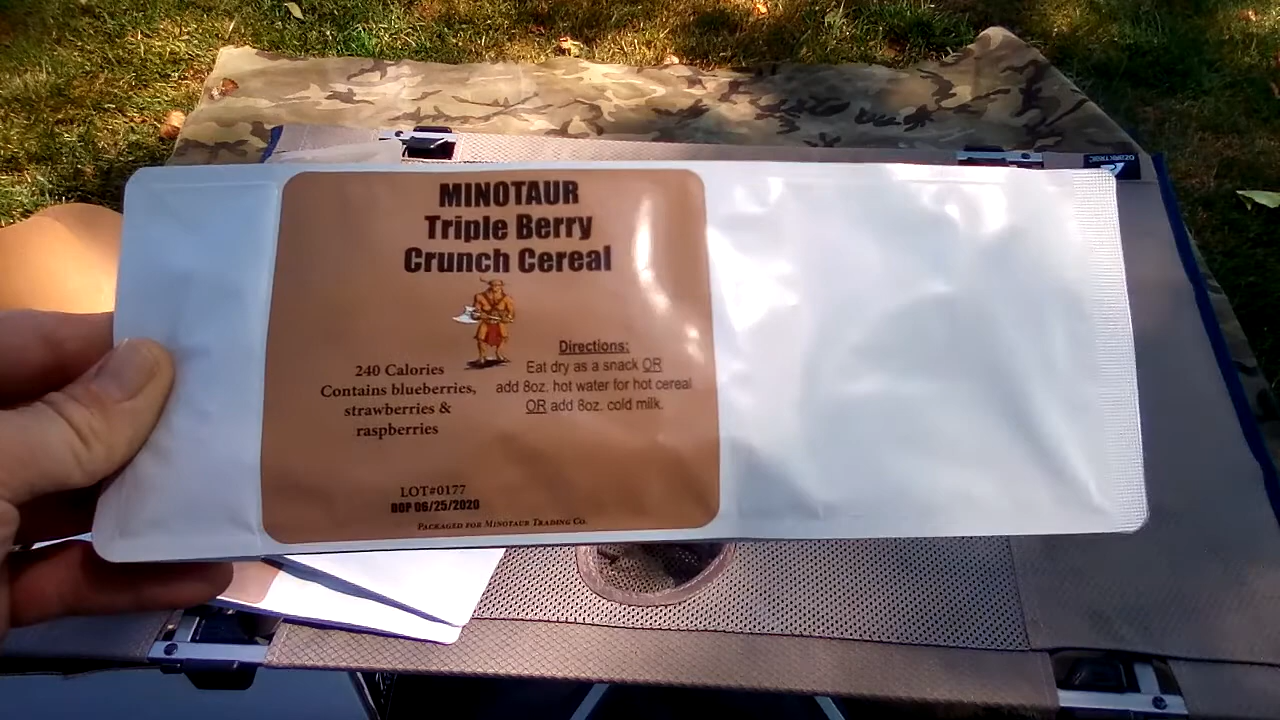 MINOTAUR
Triple Berry
Crunch Cereal
Directions:
Eat dry as a snack OR
add 8oz. hot water for hot cereal
OR add 8oz. cold milk.
240 Calories
Contains blueberries,
strawberries &
raspberries
LOT#0177
DOP 06/25/2020
PACKAGED FOR MINOTAUR TRADING CO.
OZARK TRAIL